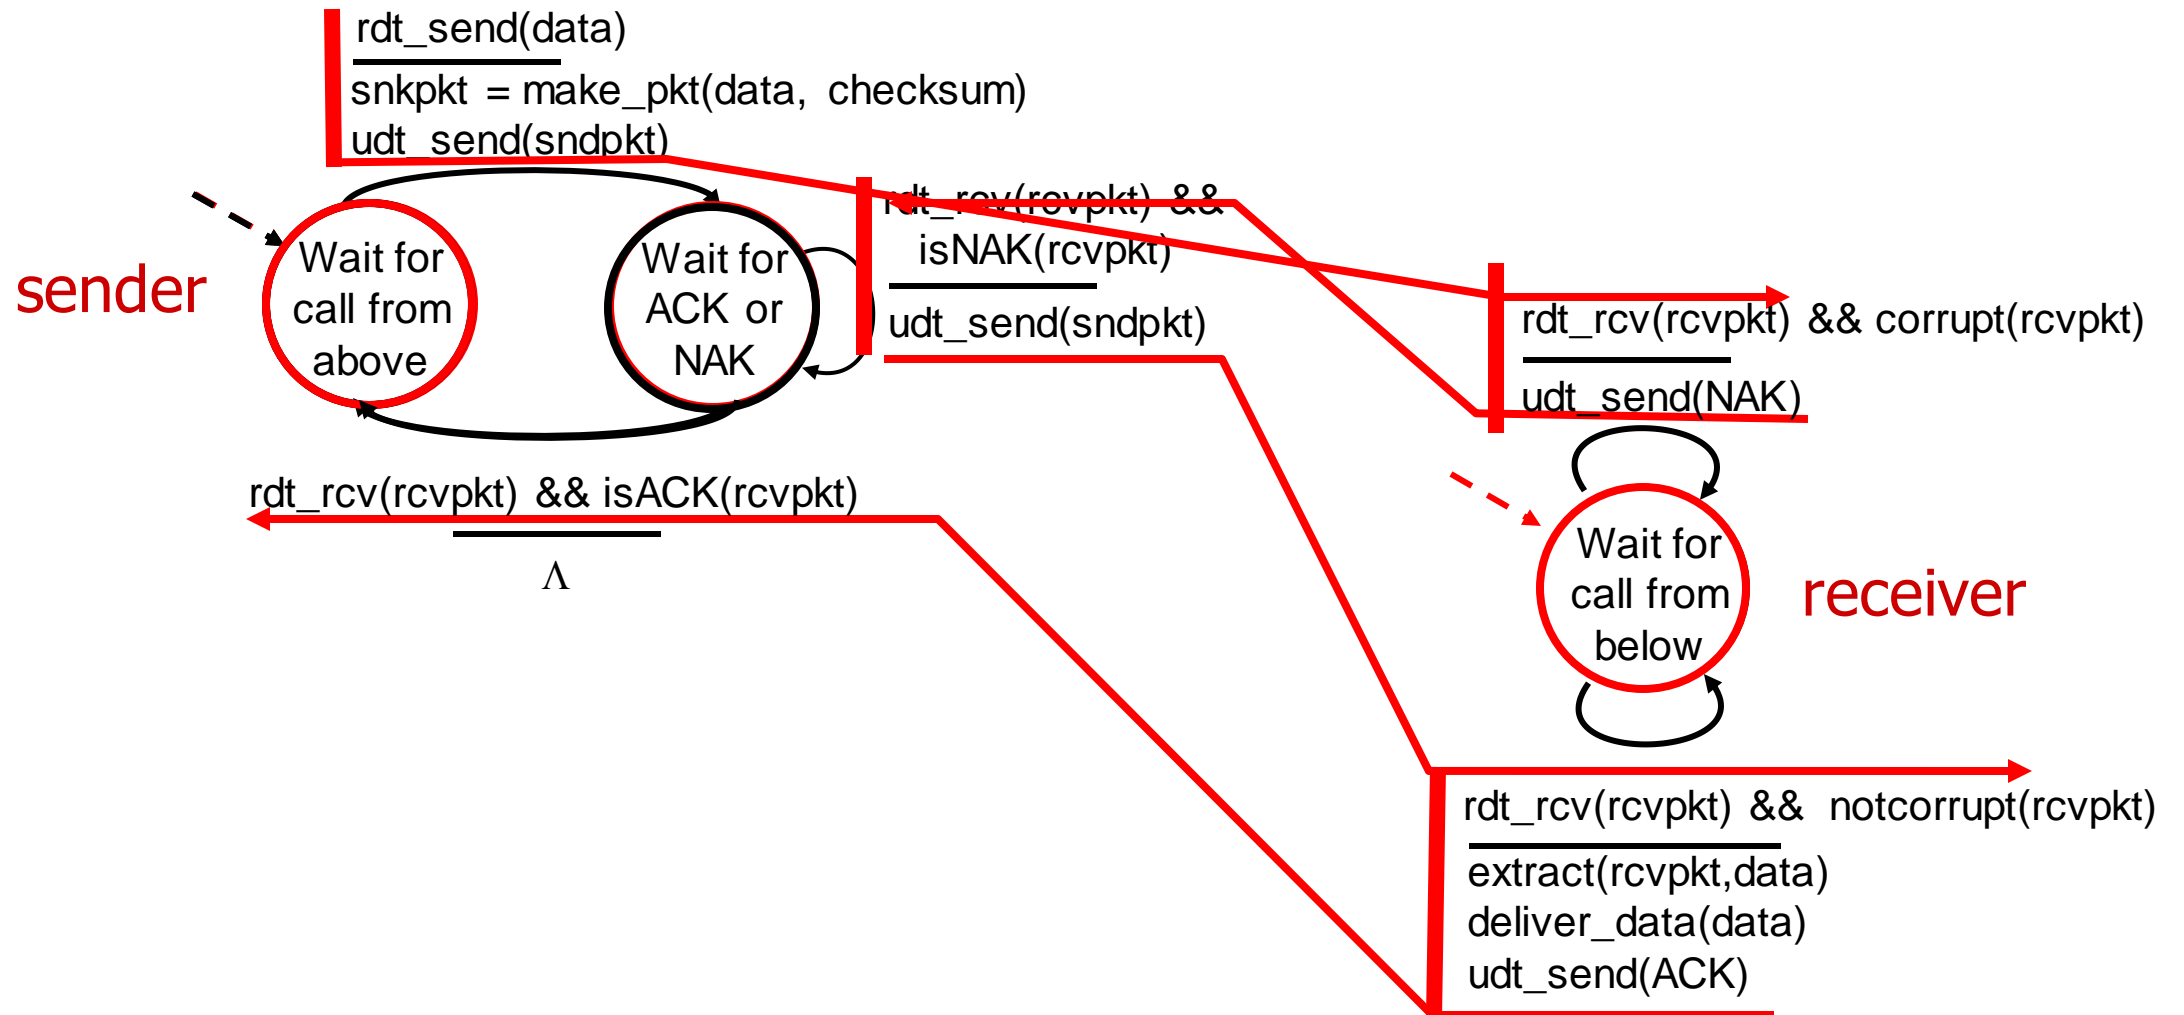 rdt_send(data)
snkpkt = make_pkt(data, checksum)
udt_send(sndpkt)
sender
Wait for
call from
above
Wait for
ACK or
NAK
rdt_rcv(rcvpkt) &&
isNAK(rcvpkt)
udt_send(sndpkt)
rdt_rcv(rcvpkt) && isACK(rcvpkt)
Λ
rdt_rcv(rcvpkt) && corrupt(rcvpkt)
udt_send(NAK)
Wait for
call from
below
receiver
rdt_rcv(rcvpkt) && notcorrupt(rcvpkt)
extract(rcvpkt,data)
deliver_data(data)
udt_send(ACK)